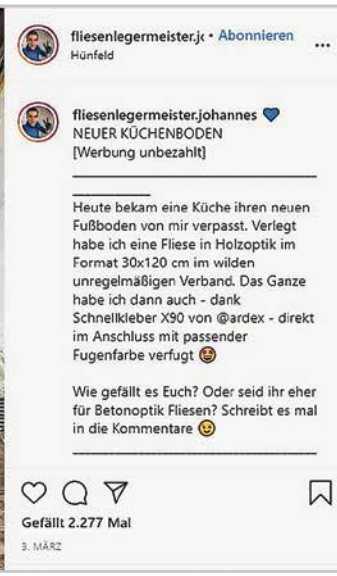 fliesenlegermeister.jc • Abonnieren
Hünfeld
fliesenlegermeister.johannes 💙
NEUER KÜCHENBODEN
[Werbung unbezahlt]
Heute bekam eine Küche ihren neuen
Fußboden von mir verpasst. Verlegt
habe ich eine Fliese in Holzoptik im
Format 30x120 cm im wilden
unregelmäßigen Verband. Das Ganze
habe ich dann auch - dank
Schnellkleber X90 von @ardex - direkt
im Anschluss mit passender
Fugenfarbe verfugt 🤩
Wie gefällt es Euch? Oder seid ihr eher
für Betonoptik Fliesen? Schreibt es mal
in die Kommentare 😉
Gefällt 2.277 Mal
9. MÄRZ